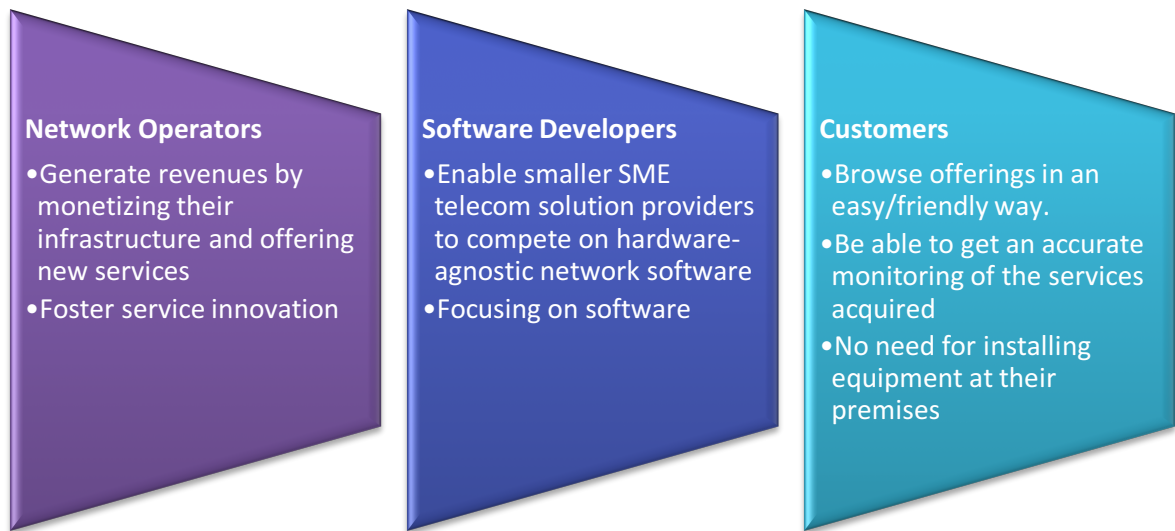 Network Operators
•Generate revenues by
monetizing their
infrastructure and offering
new services
•Foster service innovation
Software Developers
•Enable smaller SME
telecom solution providers
to compete on hardware-
agnostic network software
•Focusing on software
Customers
•Browse offerings in an
easy/friendly way.
•Be able to get an accurate
monitoring of the services
acquired
•No need for installing
equipment at their
premises